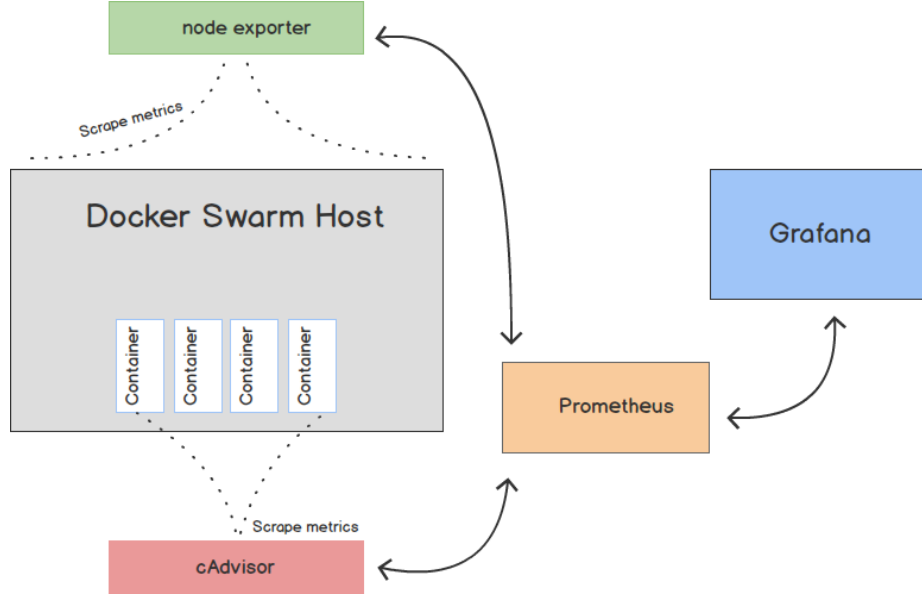 node exporter
Scrape metrics
Docker Swarm Host
Grafana
Container
Container
Container
Container
Prometheus
Scrape metrics
cAdvisor